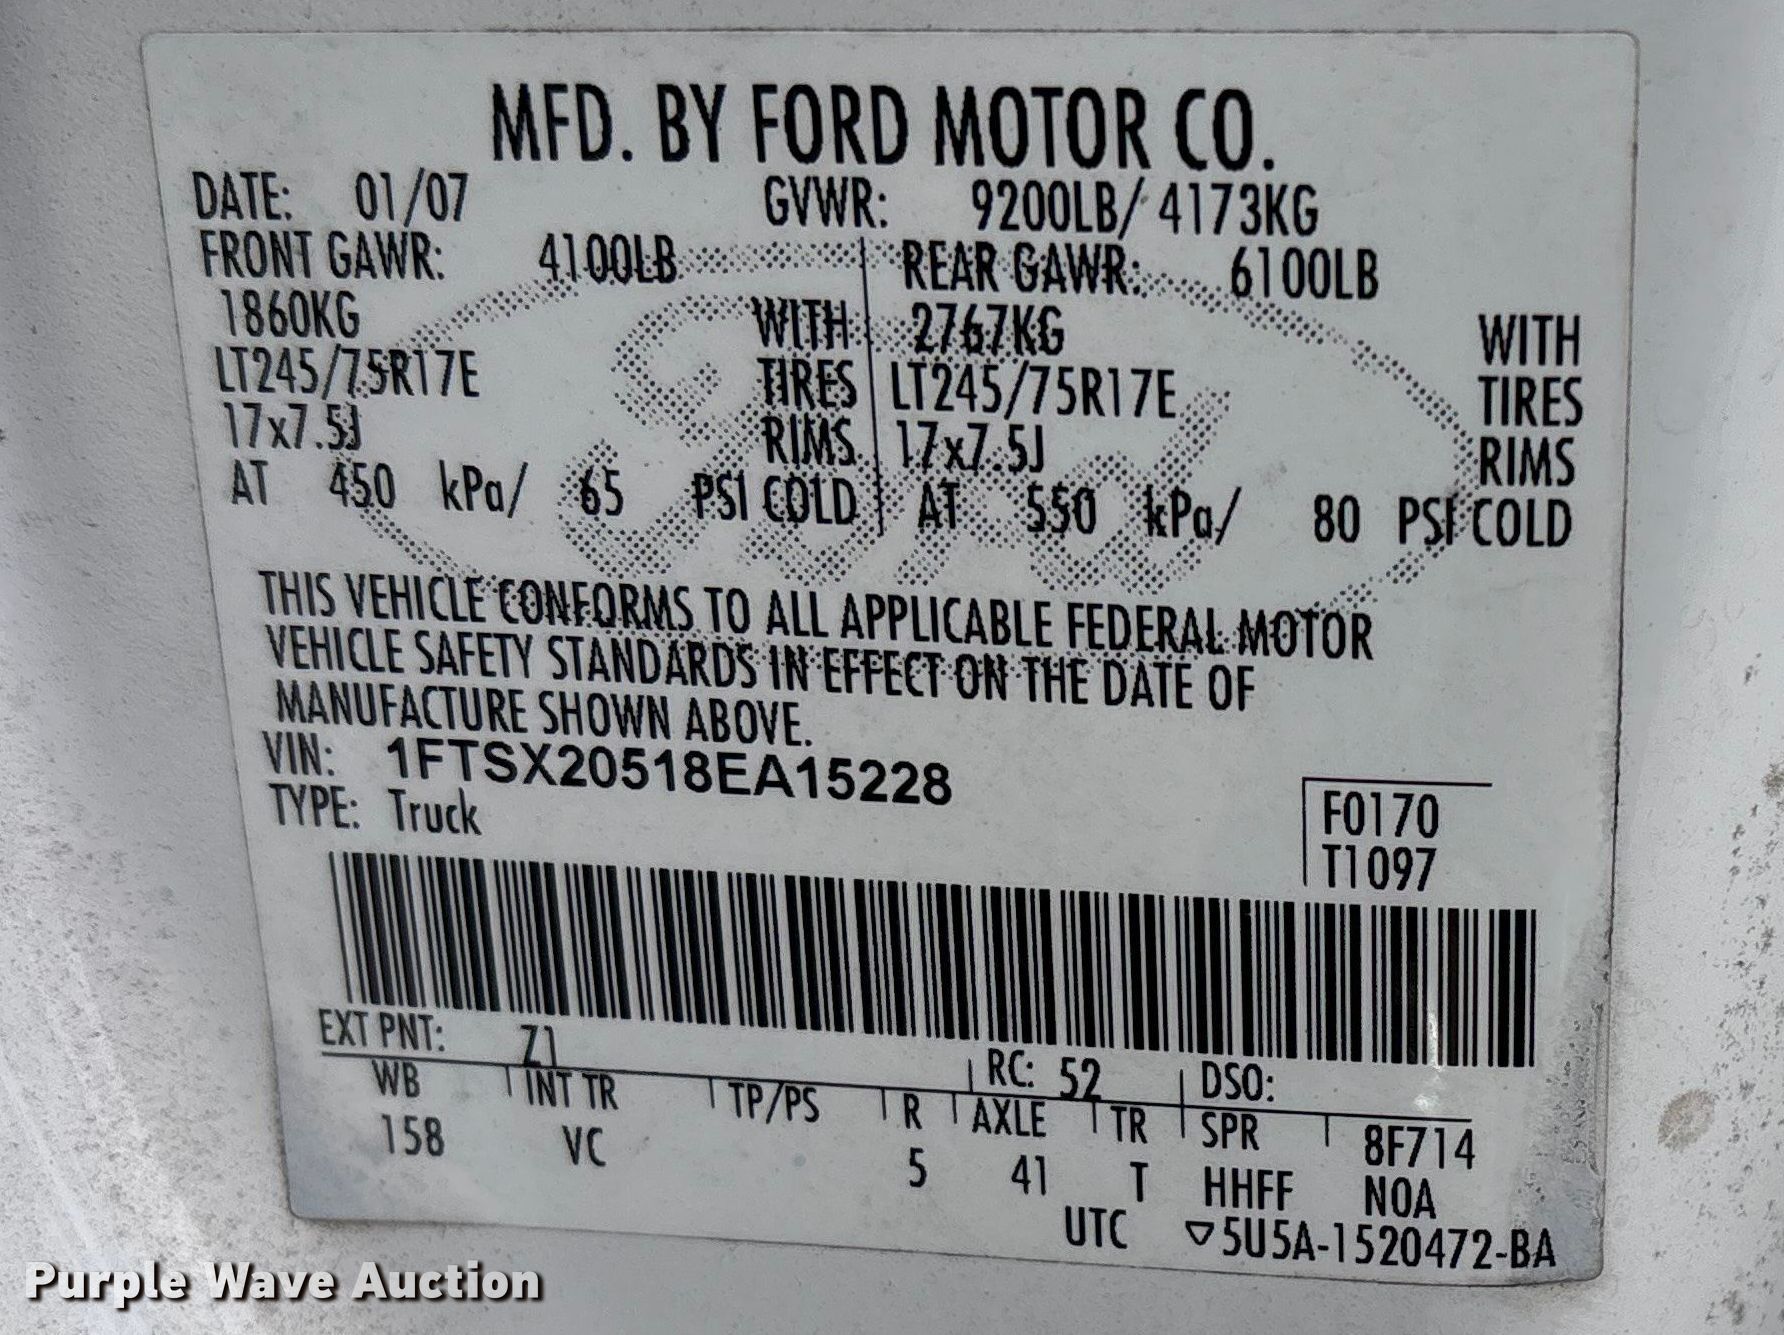 MFD. BY FORD MOTOR CO.
DATE: 01/07 GVWR: 9200LB/ 4173KG
FRONT GAWR: 4100LB REAR GAWR: 6100LB
1860KG WITH 2767KG WITH
LT245/75R17E TIRES LT245/75R17E TIRES
17x7.5J RIMS 17x7.5J RIMS
AT 450 kPa/ 65 PSI COLD AT 550 kPa/ 80 PSI COLD
THIS VEHICLE CONFORMS TO ALL APPLICABLE FEDERAL MOTOR
VEHICLE SAFETY STANDARDS IN EFFECT ON THE DATE OF
MANUFACTURE SHOWN ABOVE.
VIN: 1FTSX20518EA15228
TYPE: Truck
F0170
T1097
EXT PNT: Z1 RC: 52 DSO:
WB INT TR TP/PS R AXLE TR SPR 8F714
158 VC 5 41 T HHFF NOA
UTC ▽5U5A-1520472-BA
Ford
Purple Wave Auction